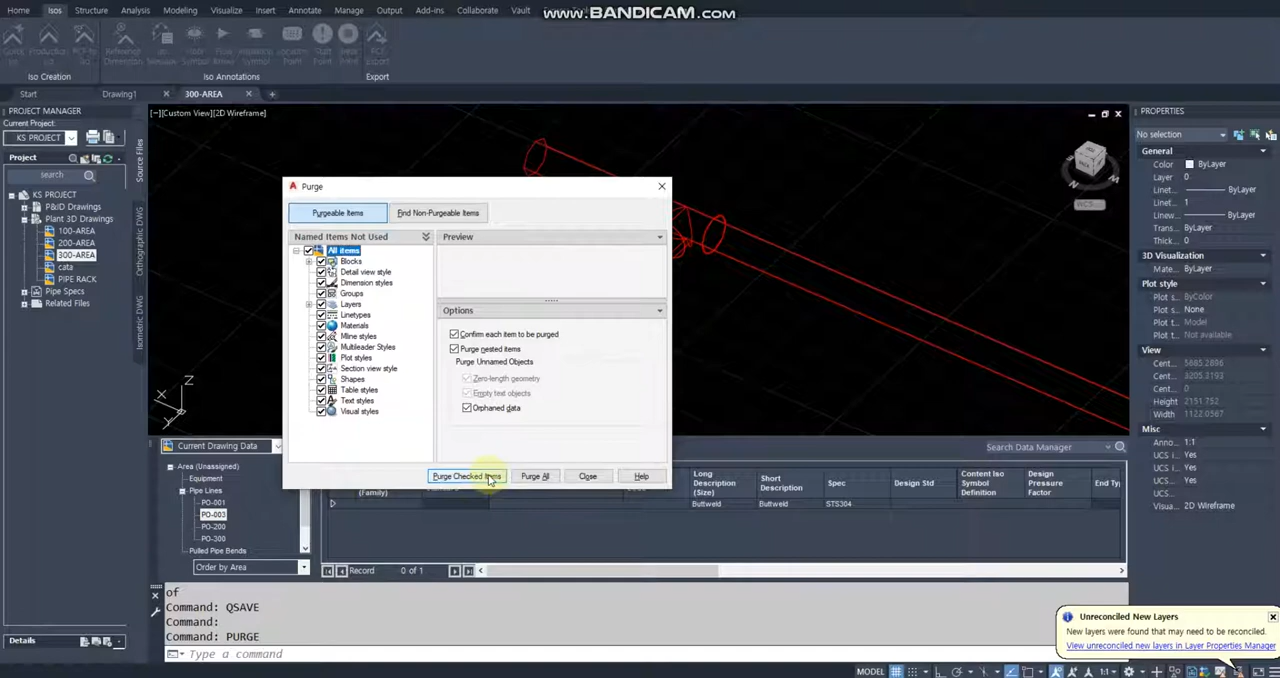 www.BANDICAM.com
Home Isos Structure Analysis Modeling Visualize Insert Annotate Manage Output Add-ins Collaborate Vault
Iso Creation Iso Annotations Export
Start Drawing1 300-AREA
PROJECT MANAGER
Current Project:
KS PROJECT
Project
search
KS PROJECT
P&ID Drawings
Plant 3D Drawings
100-AREA
200-AREA
300-AREA
cata
PIPE RACK
Pipe Specs
Related Files
Details
Source Files
Orthographic DWG
Isometric DWG
[−][Custom View][2D Wireframe]
Z
X
Y
Purge
Purgeable Items Find Non-Purgeable Items
Named Items Not Used
All items
Blocks
Detail view style
Dimension styles
Groups
Layers
Linetypes
Materials
Mline styles
Multileader Styles
Plot styles
Section view style
Shapes
Table styles
Text styles
Visual styles
Preview
Options
Confirm each item to be purged
Purge nested items
Purge Unnamed Objects
Zero-length geometry
Empty text objects
Orphaned data
Purge Checked Items Purge All Close Help
PROPERTIES
No selection
General
Color ByLayer
Layer 0
Linet... ByLayer
Linet... 1
Linew... ByLayer
Trans... ByLayer
Thick... 0
3D Visualization
Mate... ByLayer
Plot style
Plot s... ByColor
Plot s... None
Plot t... Model
Plot t... Not available
View
Cent... 5685.2896
Cent... 3205.3193
Cent... 0
Height 2151.752
Width 1122.0587
Misc
Anno... 1:1
UCS i... Yes
UCS i... Yes
UCS ... Yes
UCS ...
Visua... 2D Wireframe
Current Drawing Data
Search Data Manager
Area (Unassigned)
Equipment
Pipe Lines
PO-001
PO-003
PO-200
PO-300
Pulled Pipe Bends
Order by Area
(Family) Long Description (Size) Short Description Spec Design Std Content Iso Symbol Definition Design Pressure Factor End Typ
Buttweld Buttweld STS304
Record 0 of 1
of
Command: QSAVE
Command:
Command: PURGE
Type a command
Unreconciled New Layers
New layers were found that may need to be reconciled.
View unreconciled new layers in Layer Properties Manager
MODEL 1:1